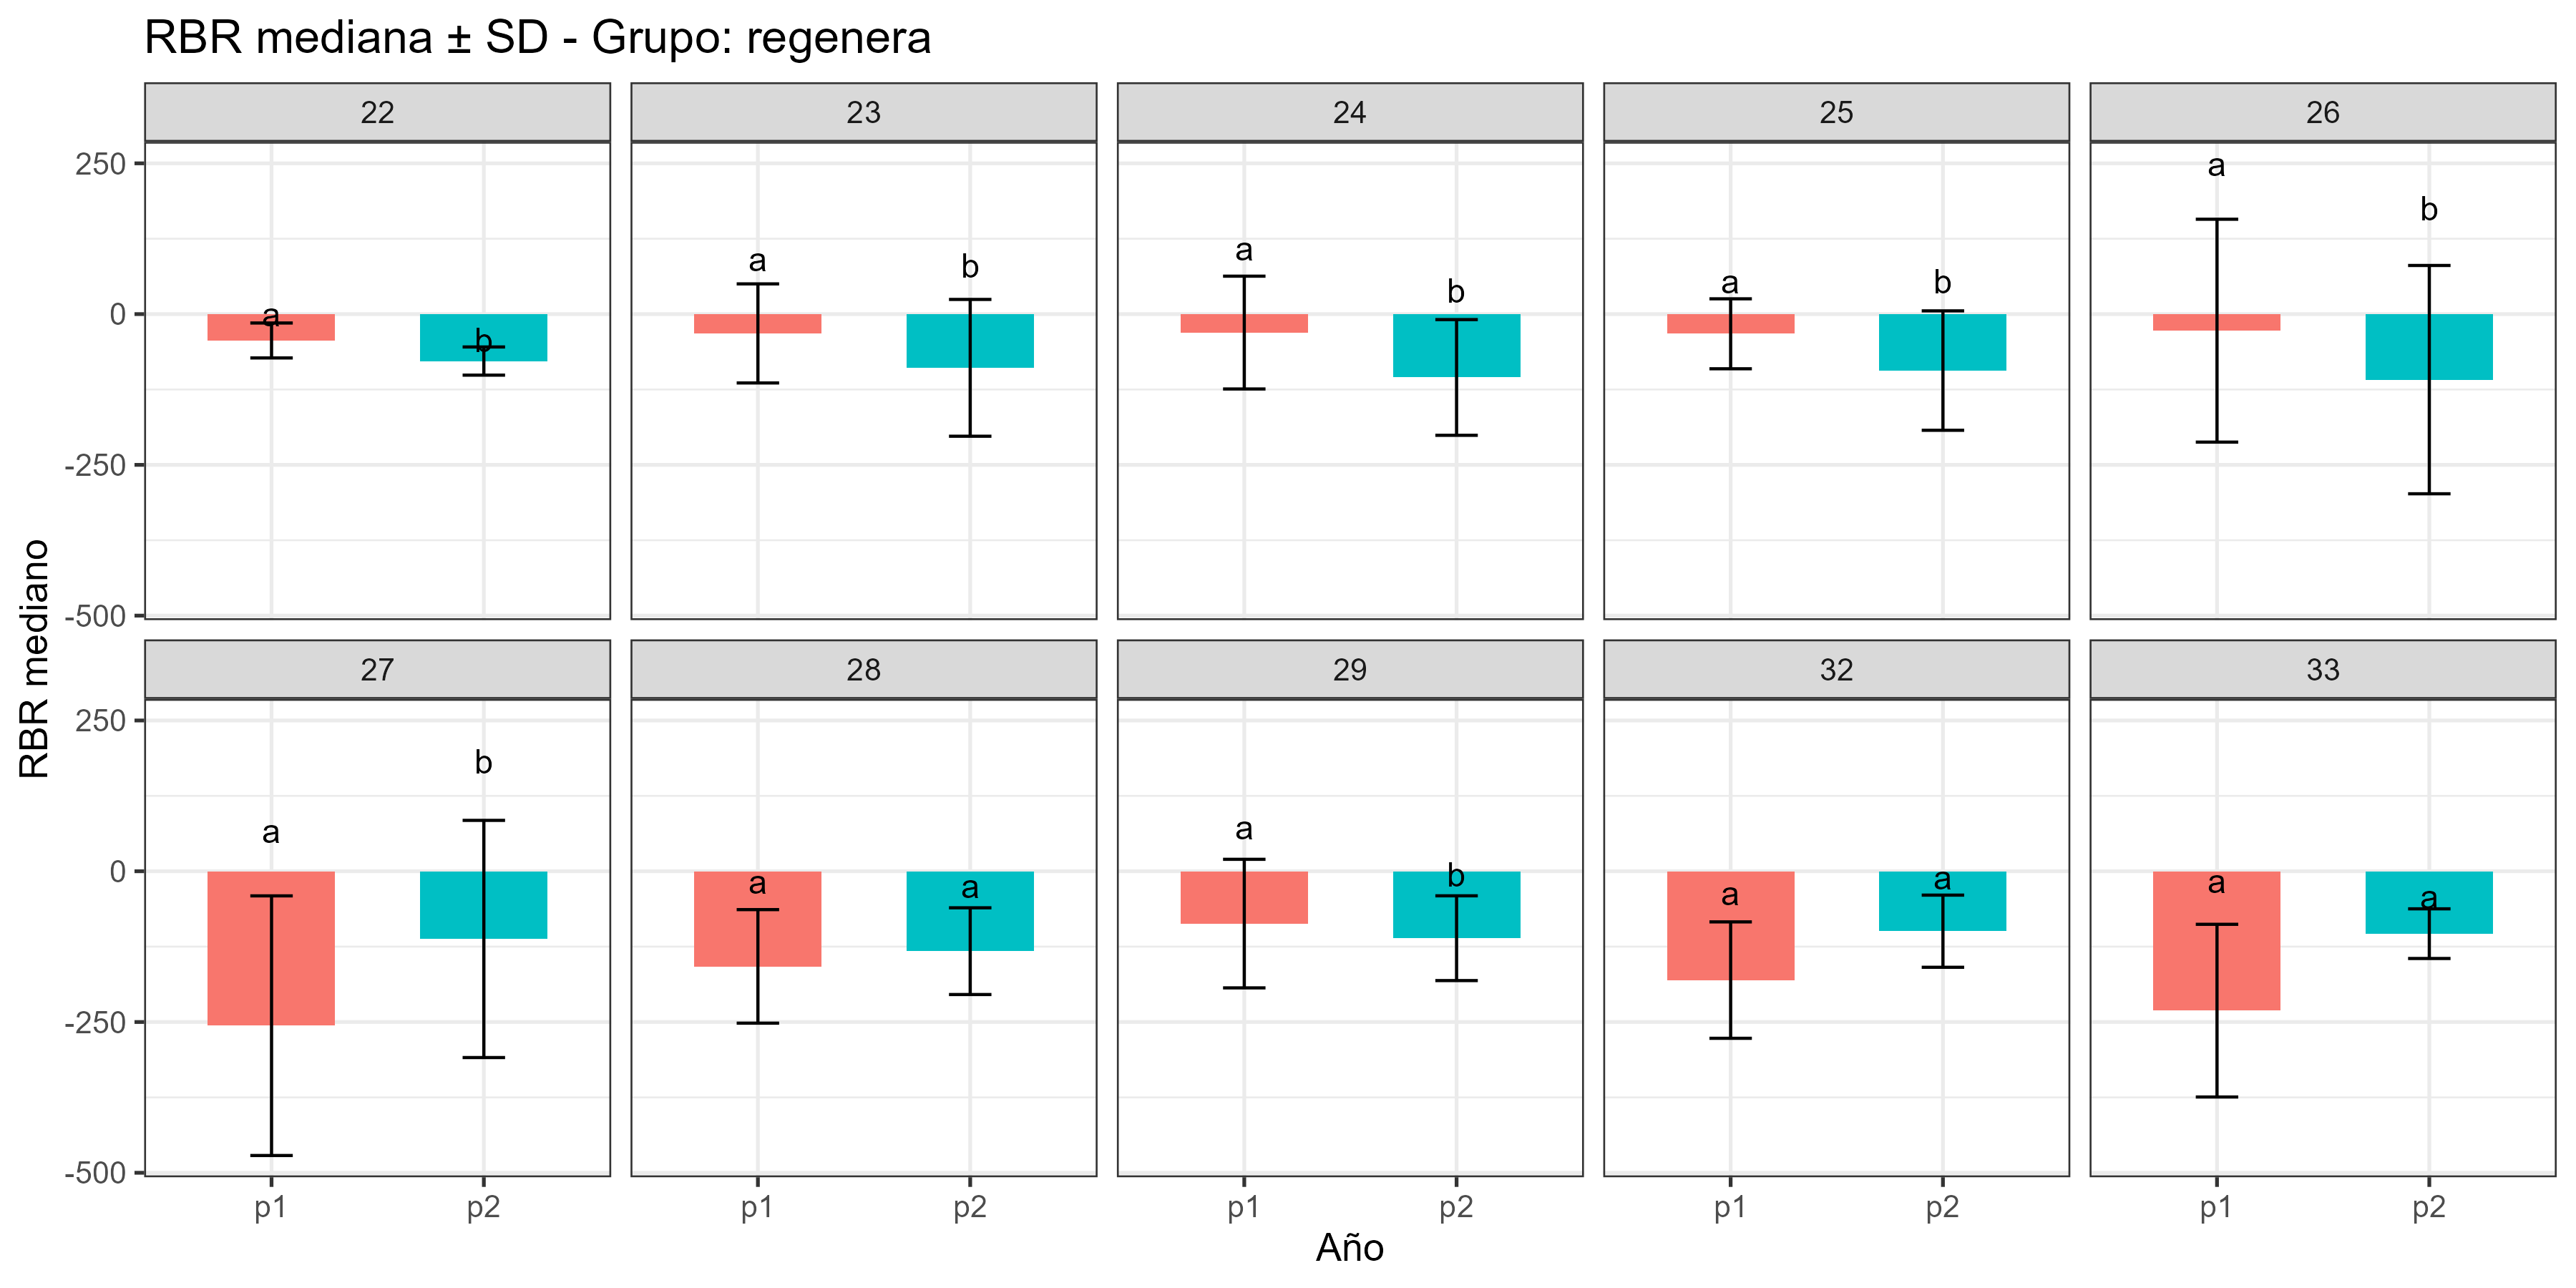 RBR mediana ± SD - Grupo: regenera
22 23 24 25 26
250
0
-250
-500
a b a b a b a b a b
27 28 29 32 33
250
0
-250
-500
a b a a a b a a a a
p1 p2 p1 p2 p1 p2 p1 p2 p1 p2
Año
RBR mediano